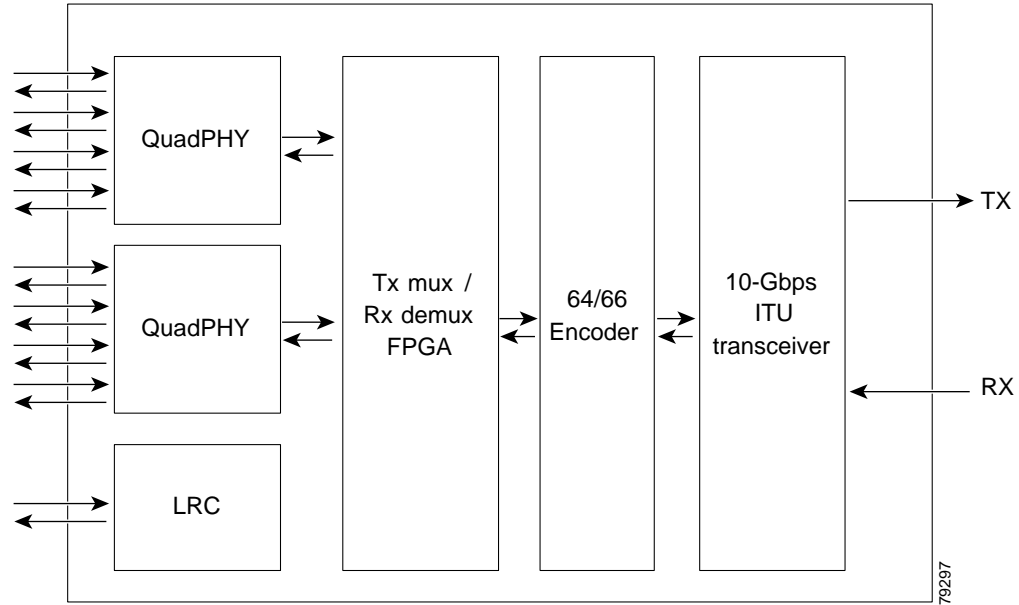 QuadPHY
QuadPHY
LRC
Tx mux /
Rx demux
FPGA
64/66
Encoder
10-Gbps
ITU
transceiver
TX
RX
79297